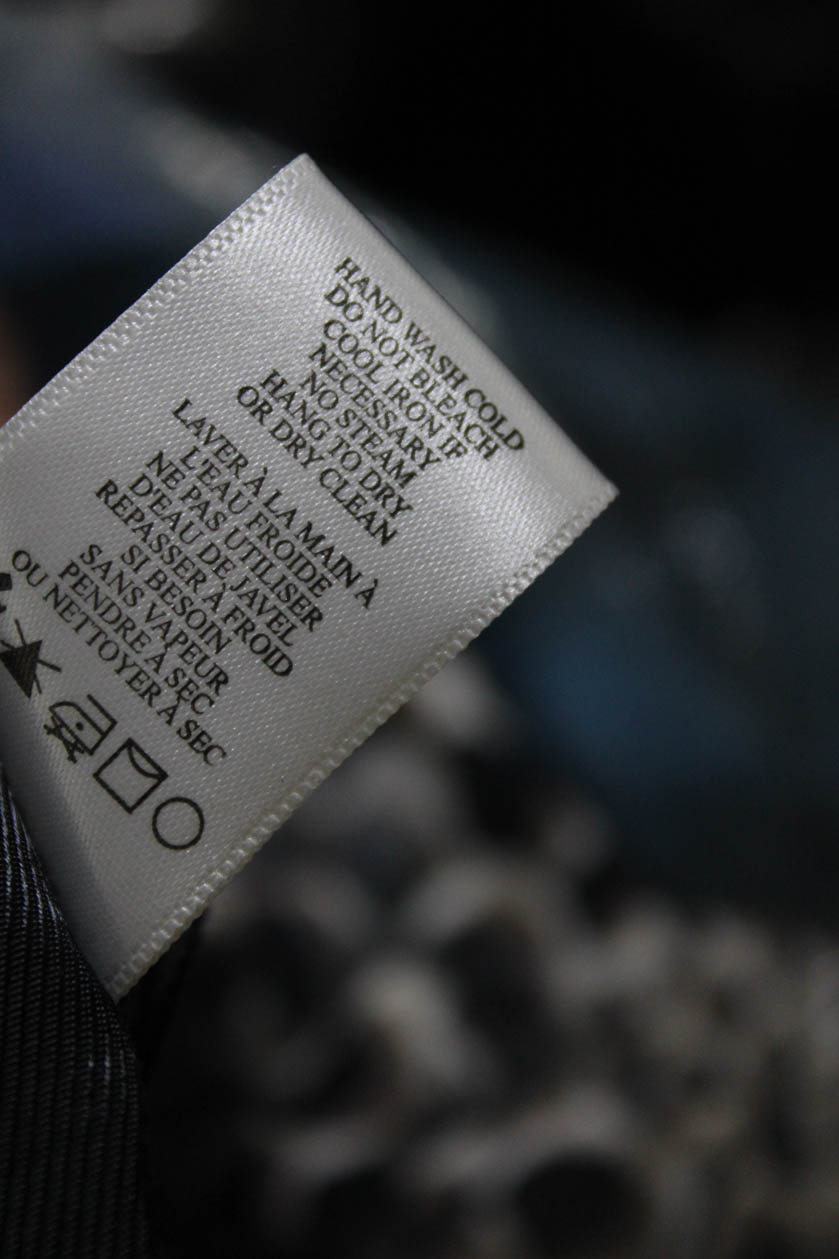 HAND WASH COLD
DO NOT BLEACH
COOL IRON IF
NECESSARY
NO STEAM
HANG TO DRY
OR DRY CLEAN
LAVER À LA MAIN À
L'EAU FROIDE
NE PAS UTILISER
D'EAU DE JAVEL
REPASSER À FROID
SI BESOIN
SANS VAPEUR
PENDRE À SEC
OU NETTOYER À SEC